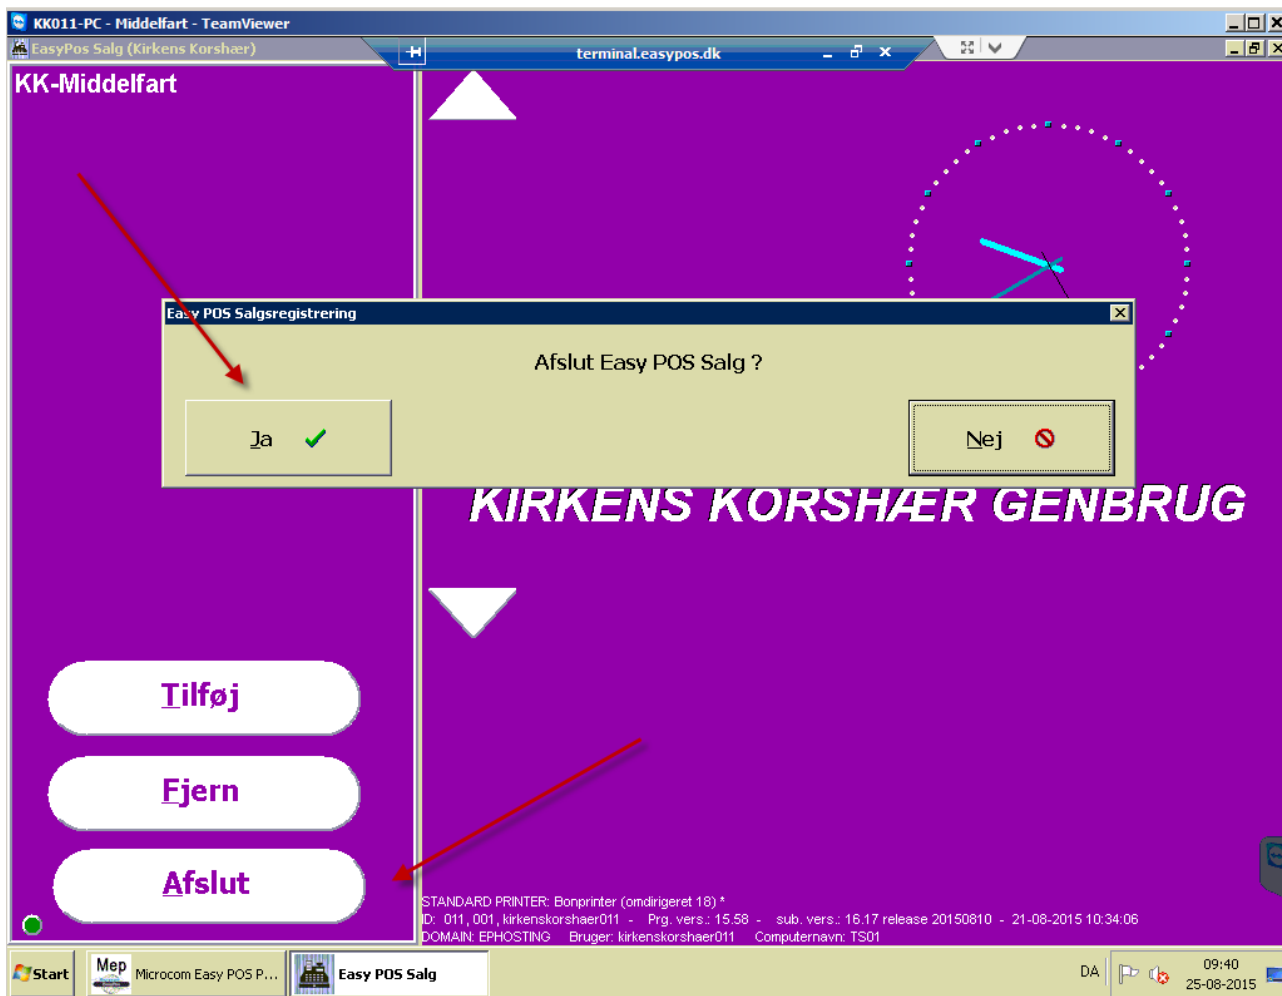 KK011-PC - Middelfart - TeamViewer
EasyPos Salg (Kirkens Korshær)
terminal.easypos.dk
KK-Middelfart
Easy POS Salgsregistrering
Afslut Easy POS Salg ?
Ja
Nej
KIRKENS KORSHÆR GENBRUG
Tilføj
Fjern
Afslut
STANDARD PRINTER: Bonprinter (omdirigeret 18) *
ID: 011, 001, kirkenskorshaer011 - Prg. vers.: 15.58 - sub. vers.: 16.17 release 20150810 - 21-08-2015 10:34:06
DOMAIN: EPHOSTING Bruger: kirkenskorshaer011 Computernavn: TS01
Start
Mep
Microcom Easy POS P...
Easy POS Salg
DA
09:40
25-08-2015